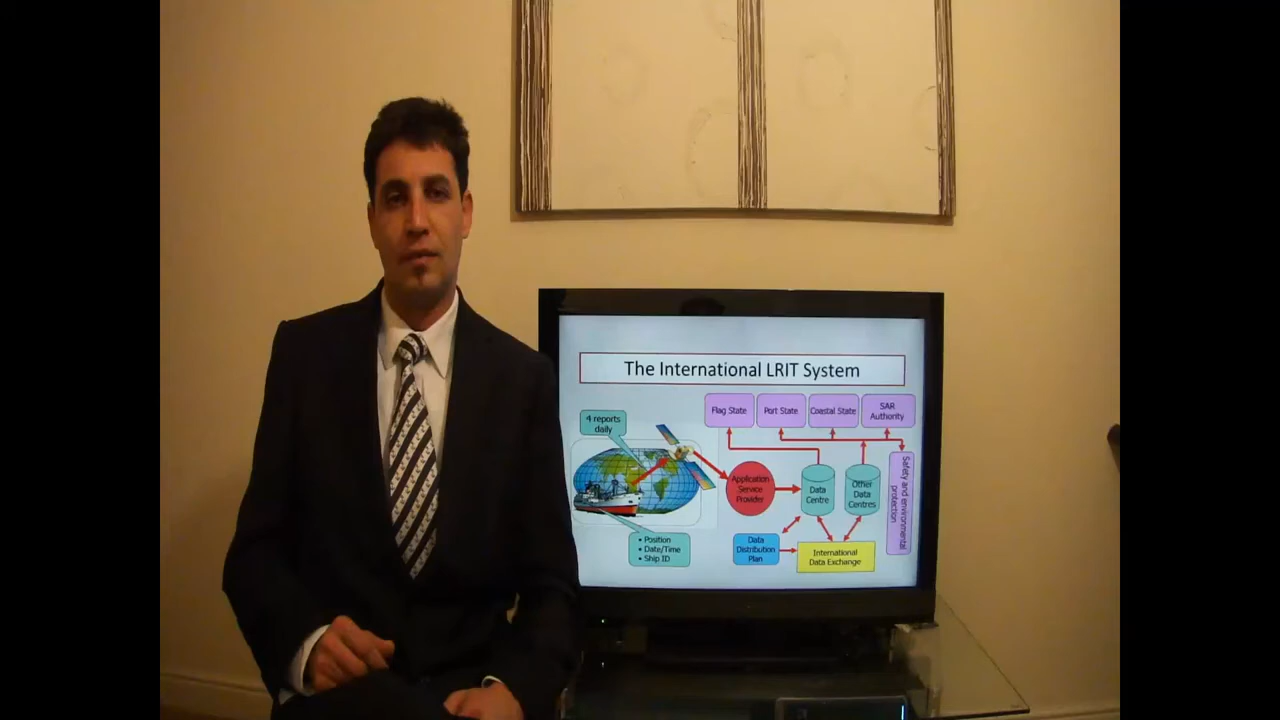 The International LRIT System
Flag State
Port State
Coastal State
SAR
Authority
4 reports
daily
Application
Service
Provider
Data
Centre
Other
Data
Centres
Safety and environmental
protection
• Position
• Date/Time
• Ship ID
Data
Distribution
Plan
International
Data Exchange